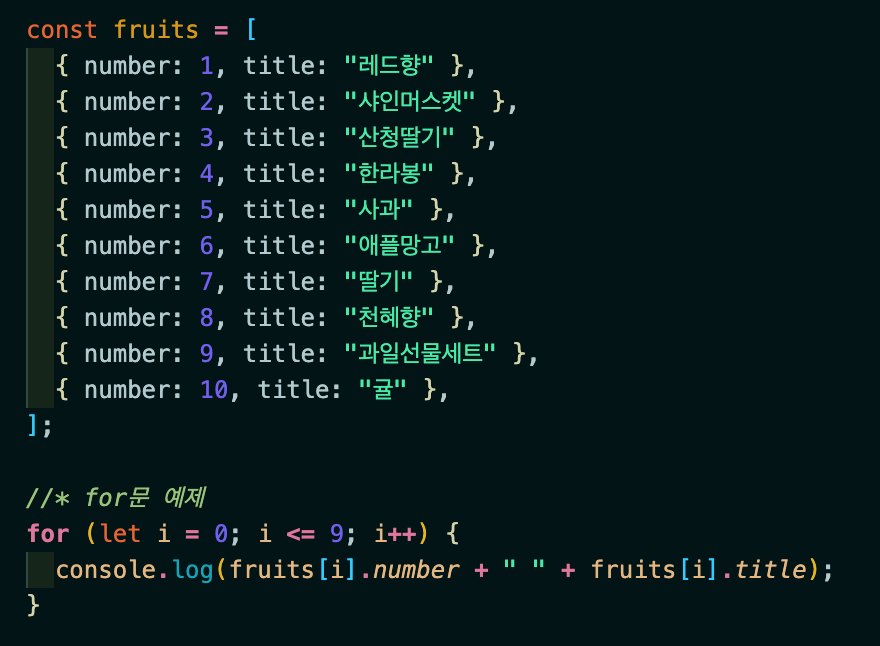 const fruits = [
{ number: 1, title: "레드향" },
{ number: 2, title: "샤인머스켓" },
{ number: 3, title: "산청딸기" },
{ number: 4, title: "한라봉" },
{ number: 5, title: "사과" },
{ number: 6, title: "애플망고" },
{ number: 7, title: "딸기" },
{ number: 8, title: "천혜향" },
{ number: 9, title: "과일선물세트" },
{ number: 10, title: "귤" },
];
//* for문 예제
for (let i = 0; i <= 9; i++) {
console.log(fruits[i].number + " " + fruits[i].title);
}